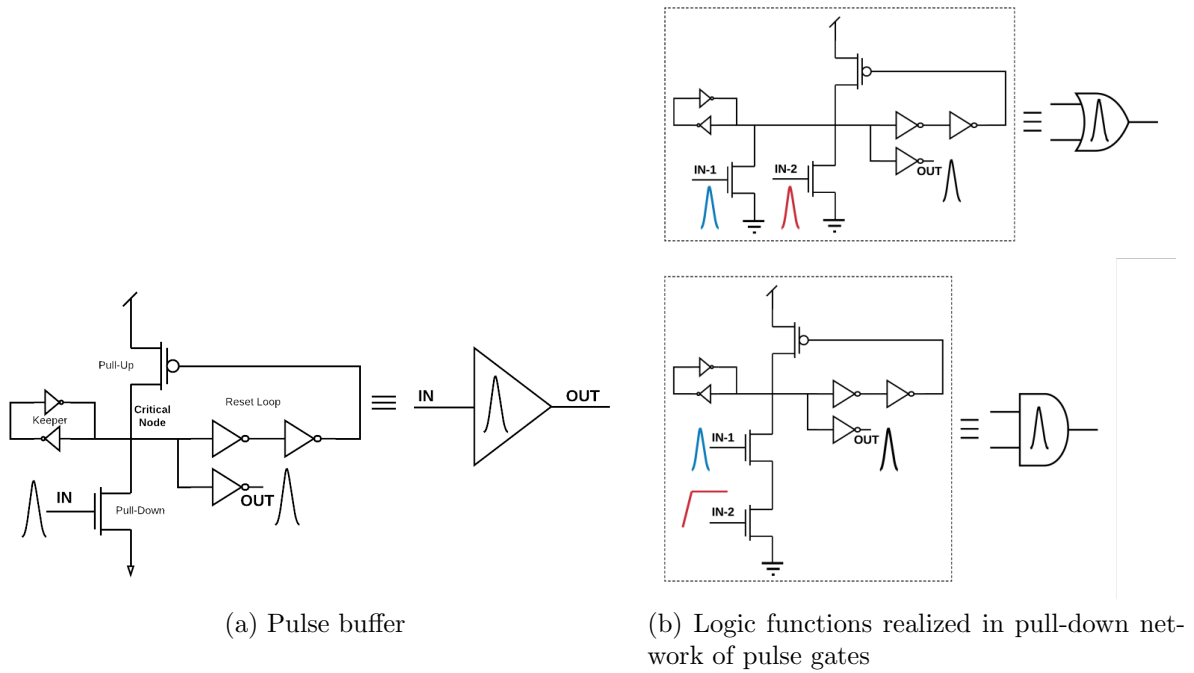 Pull-Up
Critical
Node
Reset Loop
Keeper
IN
OUT
Pull-Down
IN
OUT
(a) Pulse buffer
IN-1
IN-2
OUT
IN-1
OUT
IN-2
(b) Logic functions realized in pull-down net-
work of pulse gates